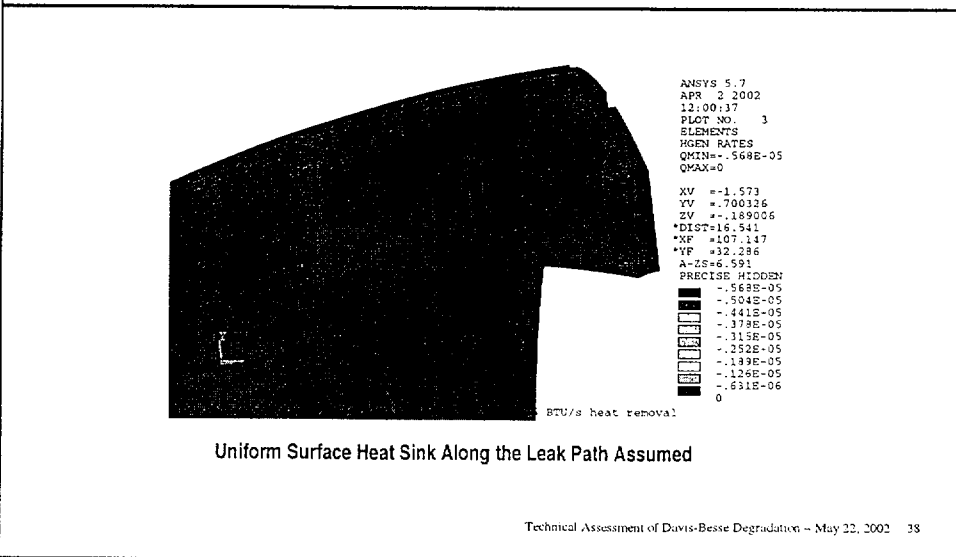 ANSYS 5.7
APR 2 2002
12:00:37
PLOT NO. 3
ELEMENTS
HGEN RATES
QMIN=-.568E-05
QMAX=0
XV =-1.573
YV =.700326
ZV =-.189006
*DIST=16.541
*XF =107.147
*YF =32.286
A-ZS=6.591
PRECISE HIDDEN
-.568E-05
-.504E-05
-.441E-05
-.378E-05
-.315E-05
-.252E-05
-.189E-05
-.126E-05
-.631E-06
0
BTU/s heat removal
Uniform Surface Heat Sink Along the Leak Path Assumed
Technical Assessment of Davis-Besse Degradation – May 22, 2002 38